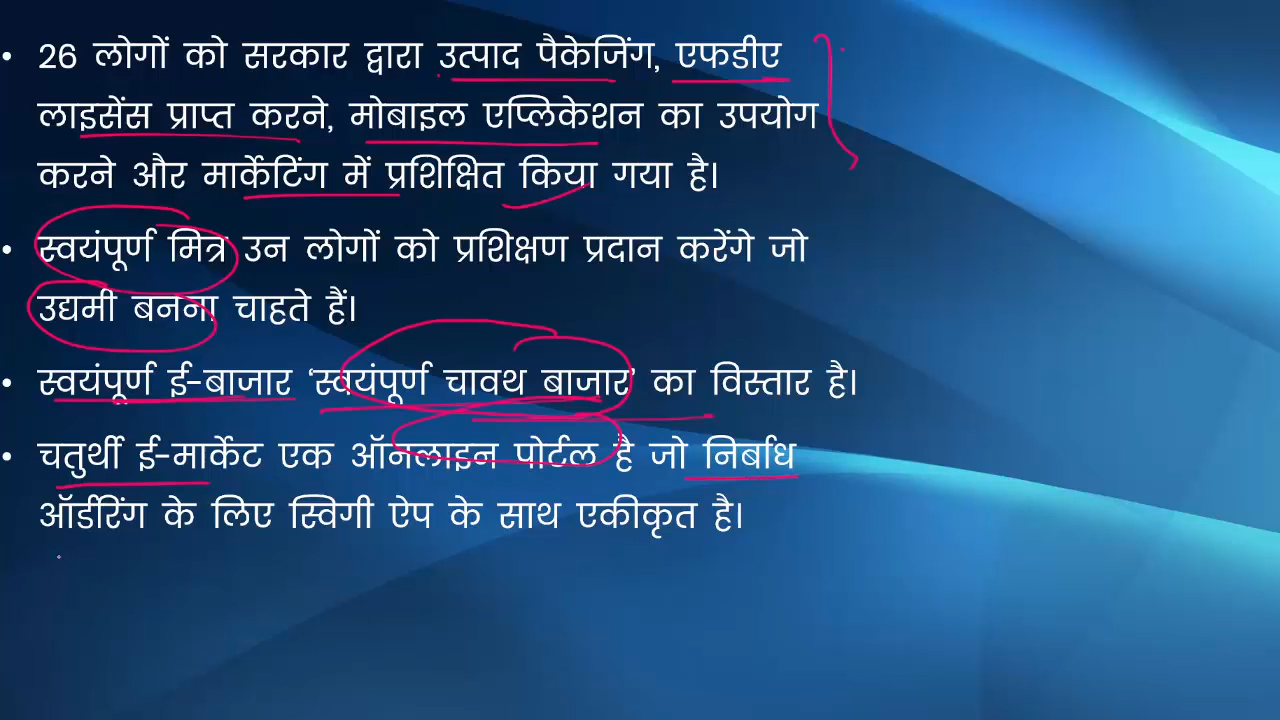 • 26 लोगों को सरकार द्वारा उत्पाद पैकेजिंग, एफडीए
लाइसेंस प्राप्त करने, मोबाइल एप्लिकेशन का उपयोग
करने और मार्केटिंग में प्रशिक्षित किया गया है।
• स्वयंपूर्ण मित्र उन लोगों को प्रशिक्षण प्रदान करेंगे जो
उद्यमी बनना चाहते हैं।
• स्वयंपूर्ण ई-बाजार ‘स्वयंपूर्ण चावथ बाजार’ का विस्तार है।
• चतुर्थी ई-मार्केट एक ऑनलाइन पोर्टल है जो निर्बाध
ऑर्डरिंग के लिए स्विगी ऐप के साथ एकीकृत है।